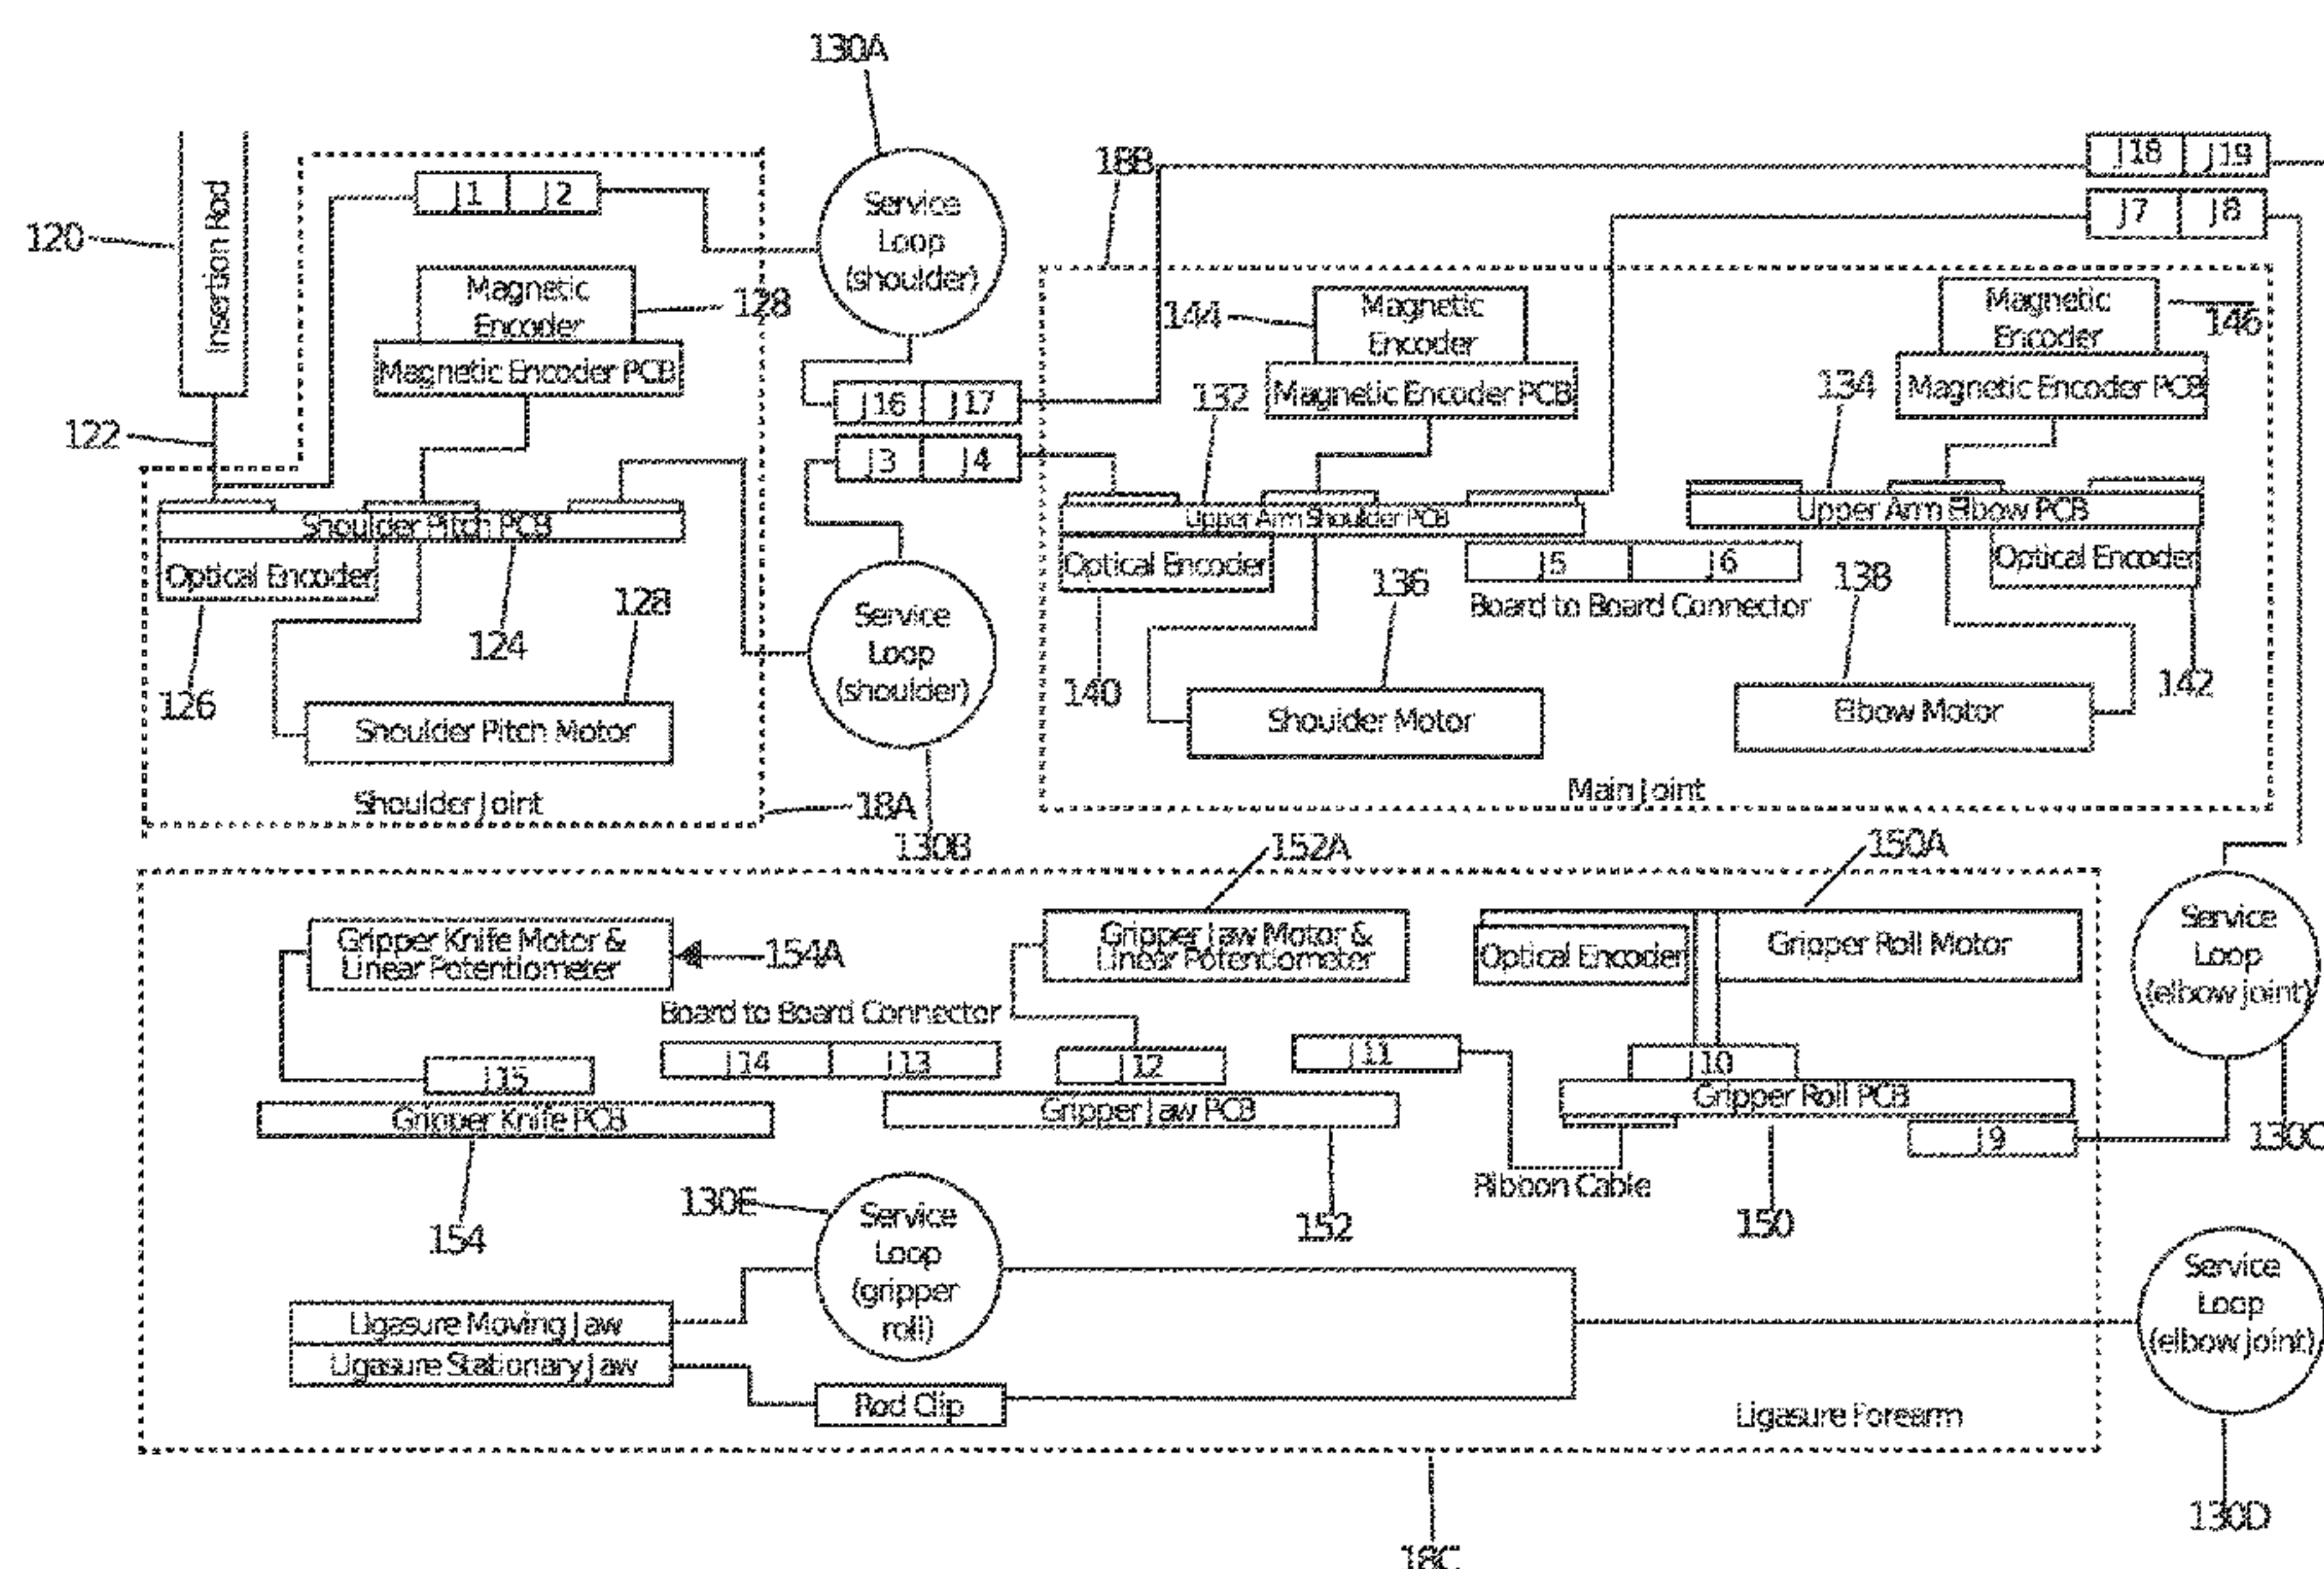 130A
120
Insertion Rod
J1 J2
Service
Loop
(shoulder)
18B
J18 J19
J7 J8
Magnetic
Encoder
128
Magnetic Encoder PCB
144
Magnetic
Encoder
Magnetic Encoder PCB
Magnetic
Encoder
146
Magnetic Encoder PCB
122
J16 J17
J3 J4
132
134
Shoulder Pitch PCB
Optical Encoder
124
126
128
Shoulder Pitch Motor
Shoulder Joint
18A
Service
Loop
(shoulder)
130B
Upper Arm Shoulder PCB
Optical Encoder
140
136
J5 J6
Board to Board Connector
Shoulder Motor
Upper Arm Elbow PCB
Optical Encoder
138
142
Elbow Motor
Main Joint
152A
150A
Gripper Knife Motor &
Linear Potentiometer
154A
Gripper Jaw Motor &
Linear Potentiometer
Optical Encoder
Gripper Roll Motor
Service
Loop
(elbow joint)
130C
Board to Board Connector
J15
J14 J13
J12
J11
J10
Gripper Knife PCB
Gripper Jaw PCB
Gripper Roll PCB
J9
Ribbon Cable
154
152
150
130E
Service
Loop
(gripper
roll)
Service
Loop
(elbow joint)
130D
Ligasure Moving Jaw
Ligasure Stationary Jaw
Rod Clip
Ligasure Forearm
18C